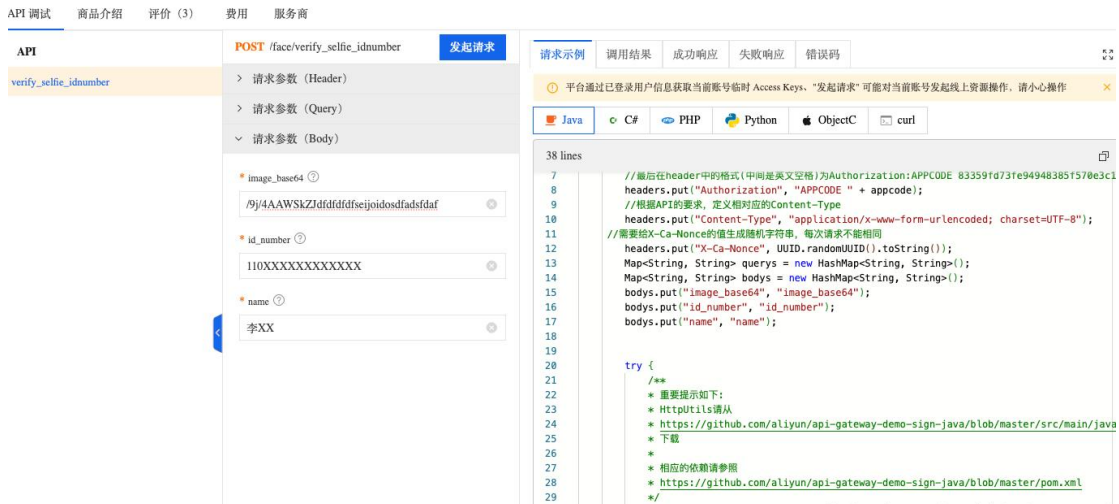 API 调试 商品介绍 评价（3） 费用 服务商
API
verify_selfie_idnumber
POST /face/verify_selfie_idnumber 发起请求
请求参数（Header）
请求参数（Query）
请求参数（Body）
* image_base64
/9j/4AAWSkZJdfdfdfdfseijoidosdfadsfdaf
* id_number
110XXXXXXXXXXXX
* name
李XX
请求示例 调用结果 成功响应 失败响应 错误码
平台通过已登录用户信息获取当前账号临时 Access Keys、"发起请求" 可能对当前账号发起线上资源操作，请小心操作
Java C# PHP Python ObjectC curl
38 lines
7 //最后在header中的格式(中间是英文空格)为Authorization:APPCODE 83359fd73fe94948385f570e3c1
8 headers.put("Authorization", "APPCODE " + appcode);
9 //根据API的要求，定义相对应的Content-Type
10 headers.put("Content-Type", "application/x-www-form-urlencoded; charset=UTF-8");
11 //需要给X-Ca-Nonce的值生成随机字符串，每次请求不能相同
12 headers.put("X-Ca-Nonce", UUID.randomUUID().toString());
13 Map<String, String> querys = new HashMap<String, String>();
14 Map<String, String> bodys = new HashMap<String, String>();
15 bodys.put("image_base64", "image_base64");
16 bodys.put("id_number", "id_number");
17 bodys.put("name", "name");
18
19
20 try {
21 /**
22 * 重要提示如下:
23 * HttpUtils请从
24 * https://github.com/aliyun/api-gateway-demo-sign-java/blob/master/src/main/java
25 * 下载
26 *
27 * 相应的依赖请参照
28 * https://github.com/aliyun/api-gateway-demo-sign-java/blob/master/pom.xml
29 */